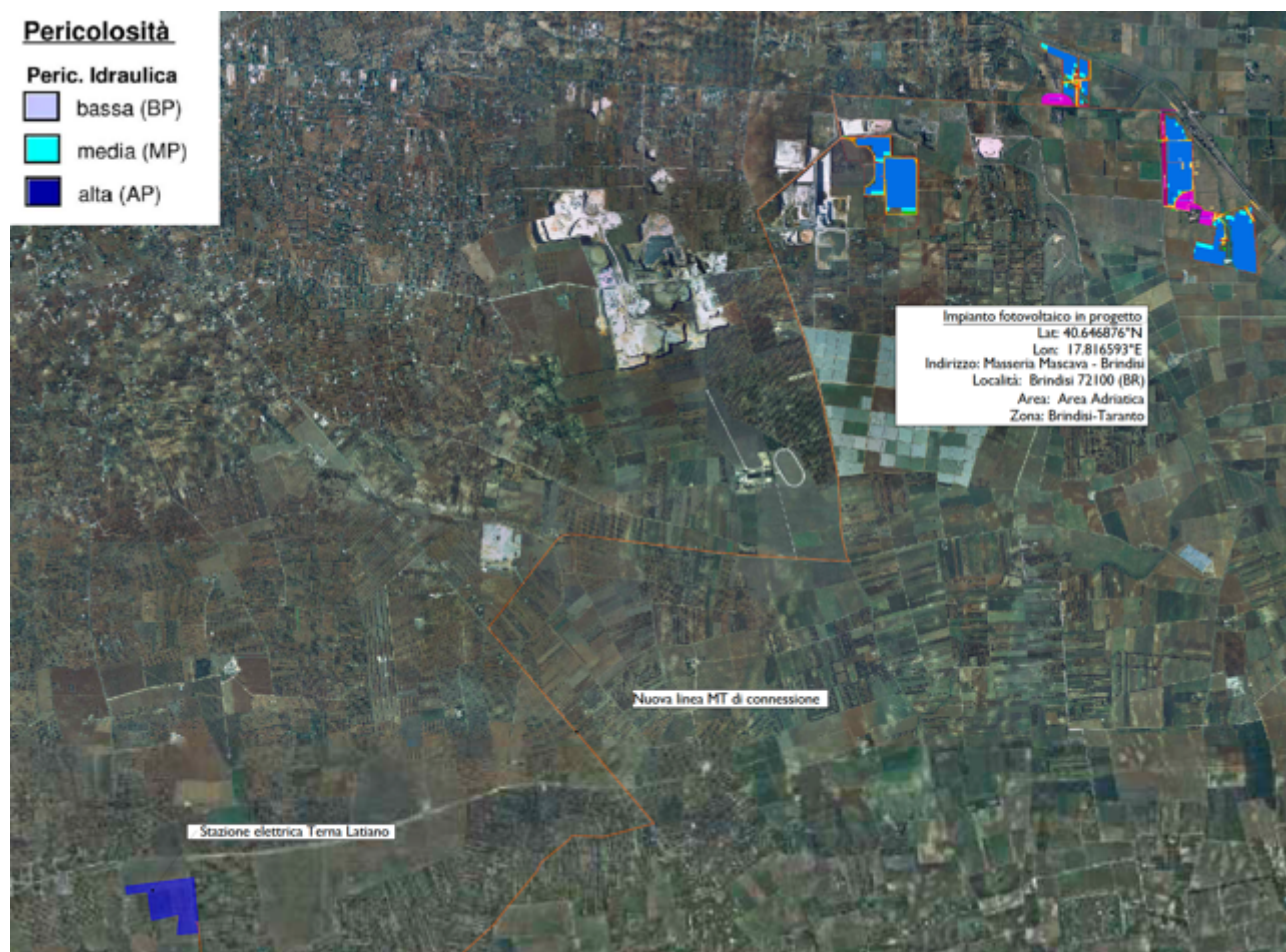 Pericolosità
Peric. Idraulica
bassa (BP)
media (MP)
alta (AP)
Impianto fotovoltaico in progetto
Lat: 40.646876°N
Lon: 17.816593°E
Indirizzo: Masseria Mascava - Brindisi
Località: Brindisi 72100 (BR)
Area: Area Adriatica
Zona: Brindisi-Taranto
Nuova linea MT di connessione
Stazione elettrica Terna Latiano